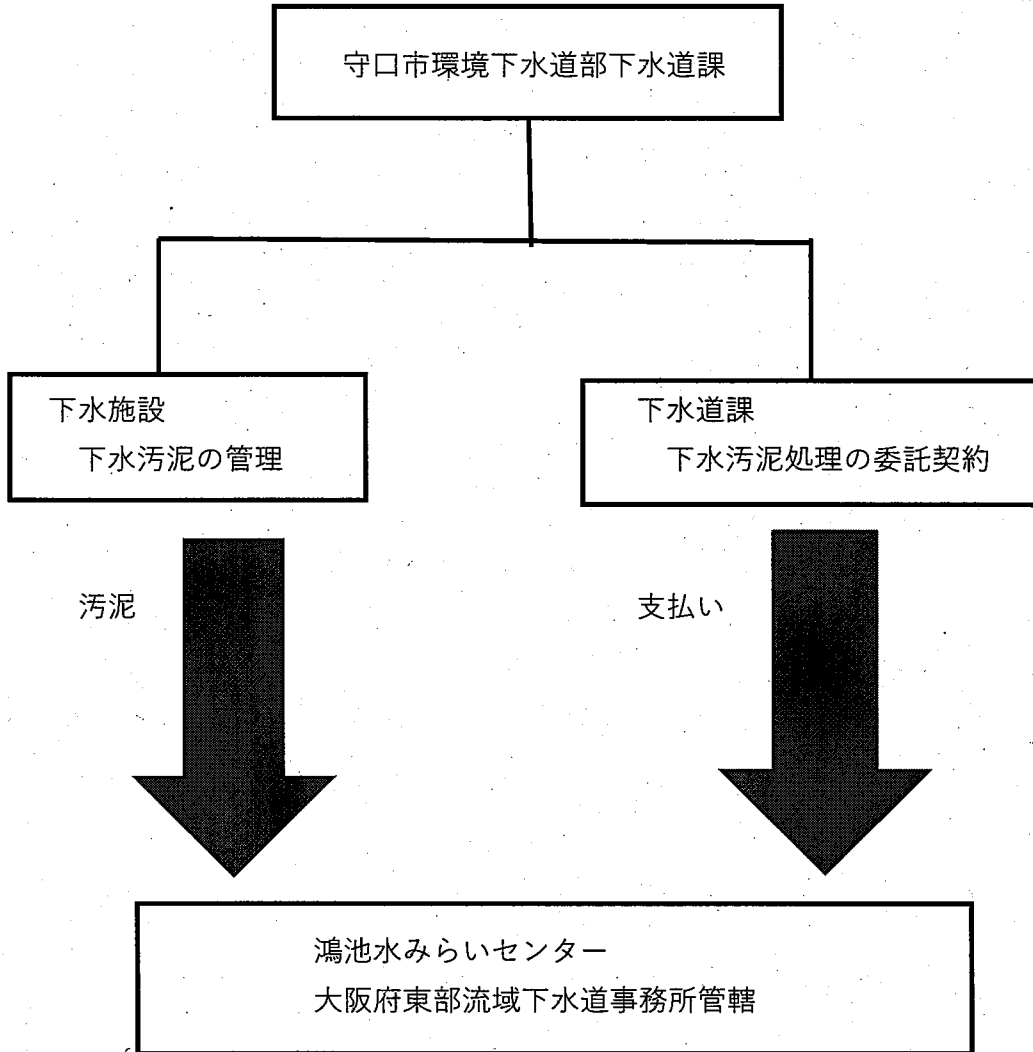 守口市環境下水道部下水道課
下水施設
下水汚泥の管理
下水道課
下水汚泥処理の委託契約
汚泥
支払い
鴻池水みらいセンター
大阪府東部流域下水道事務所管轄